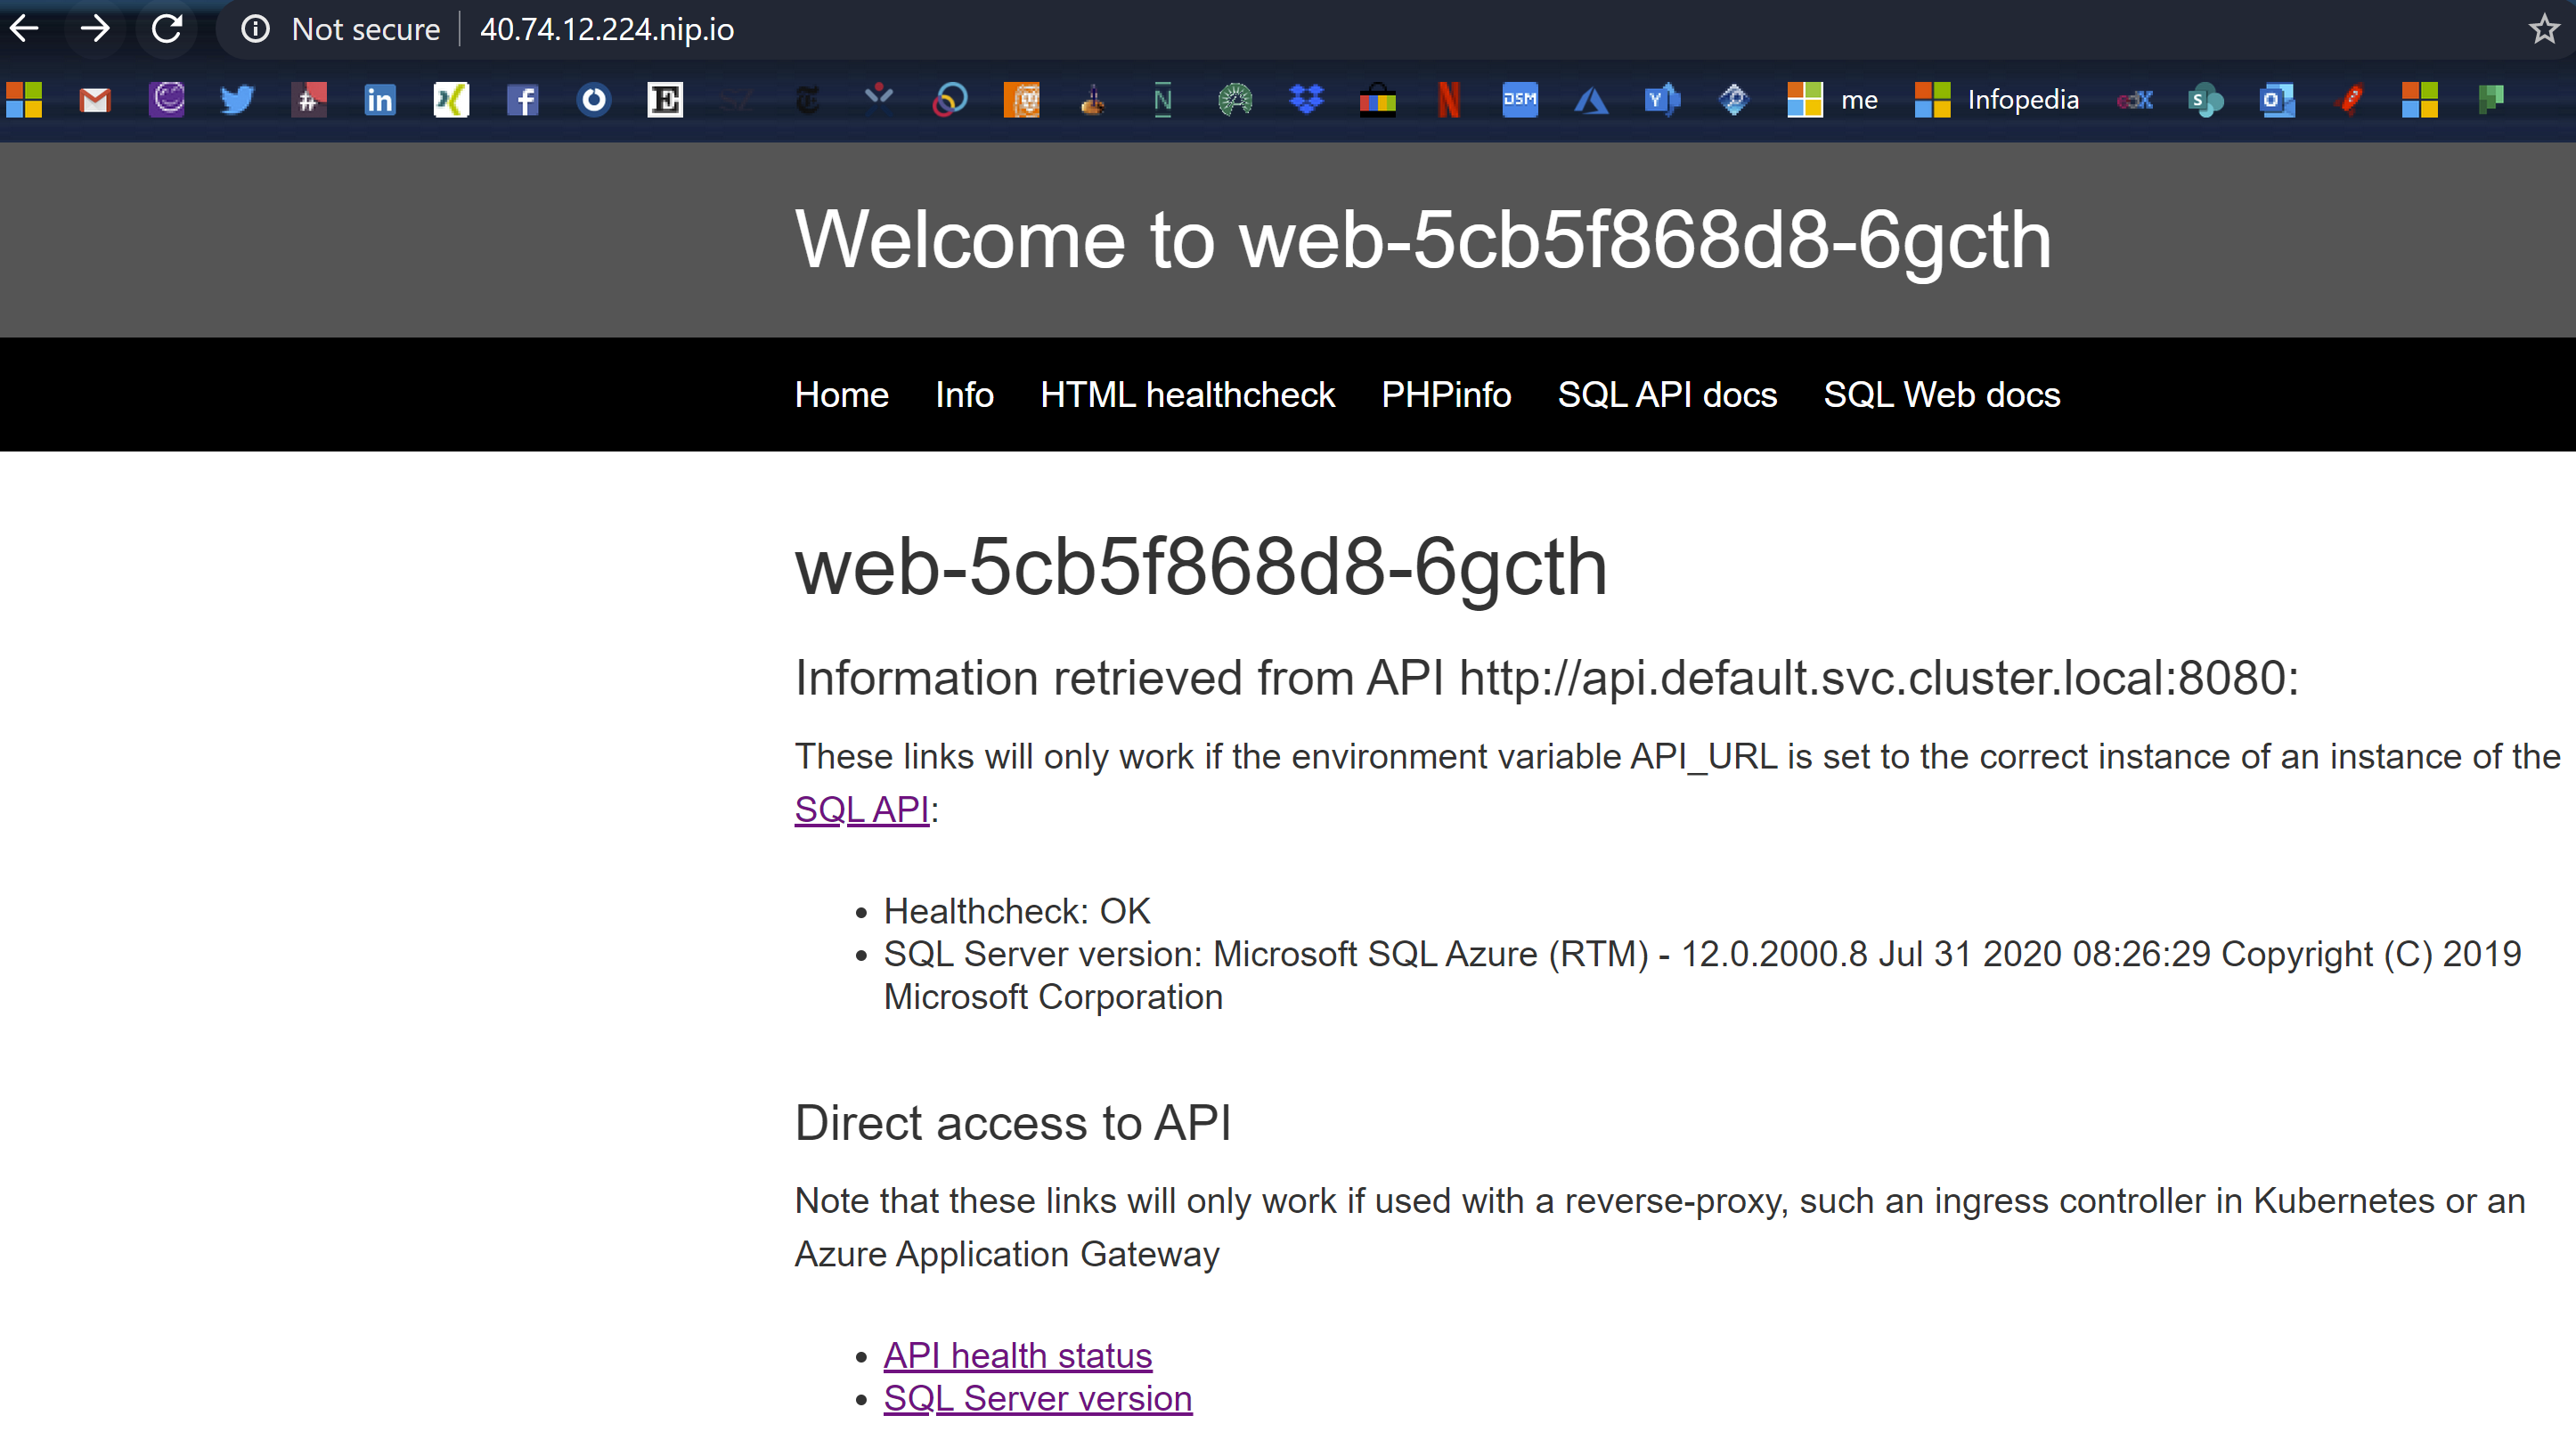 Not secure 40.74.12.224.nip.io
me Infopedia
Welcome to web-5cb5f868d8-6gcth
Home Info HTML healthcheck PHPinfo SQL API docs SQL Web docs
web-5cb5f868d8-6gcth
Information retrieved from API http://api.default.svc.cluster.local:8080:
These links will only work if the environment variable API_URL is set to the correct instance of an instance of the
SQL API:
• Healthcheck: OK
• SQL Server version: Microsoft SQL Azure (RTM) - 12.0.2000.8 Jul 31 2020 08:26:29 Copyright (C) 2019
Microsoft Corporation
Direct access to API
Note that these links will only work if used with a reverse-proxy, such an ingress controller in Kubernetes or an
Azure Application Gateway
• API health status
• SQL Server version